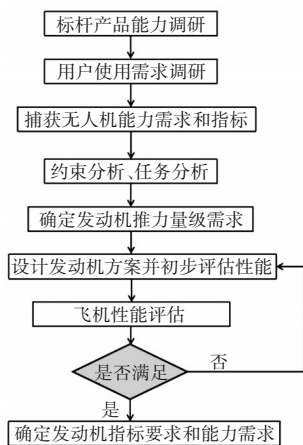 标杆产品能力调研
用户使用需求调研
捕获无人机能力需求和指标
约束分析、任务分析
确定发动机推力量级需求
设计发动机方案并初步评估性能
飞机性能评估
是否满足
否
是
确定发动机指标要求和能力需求